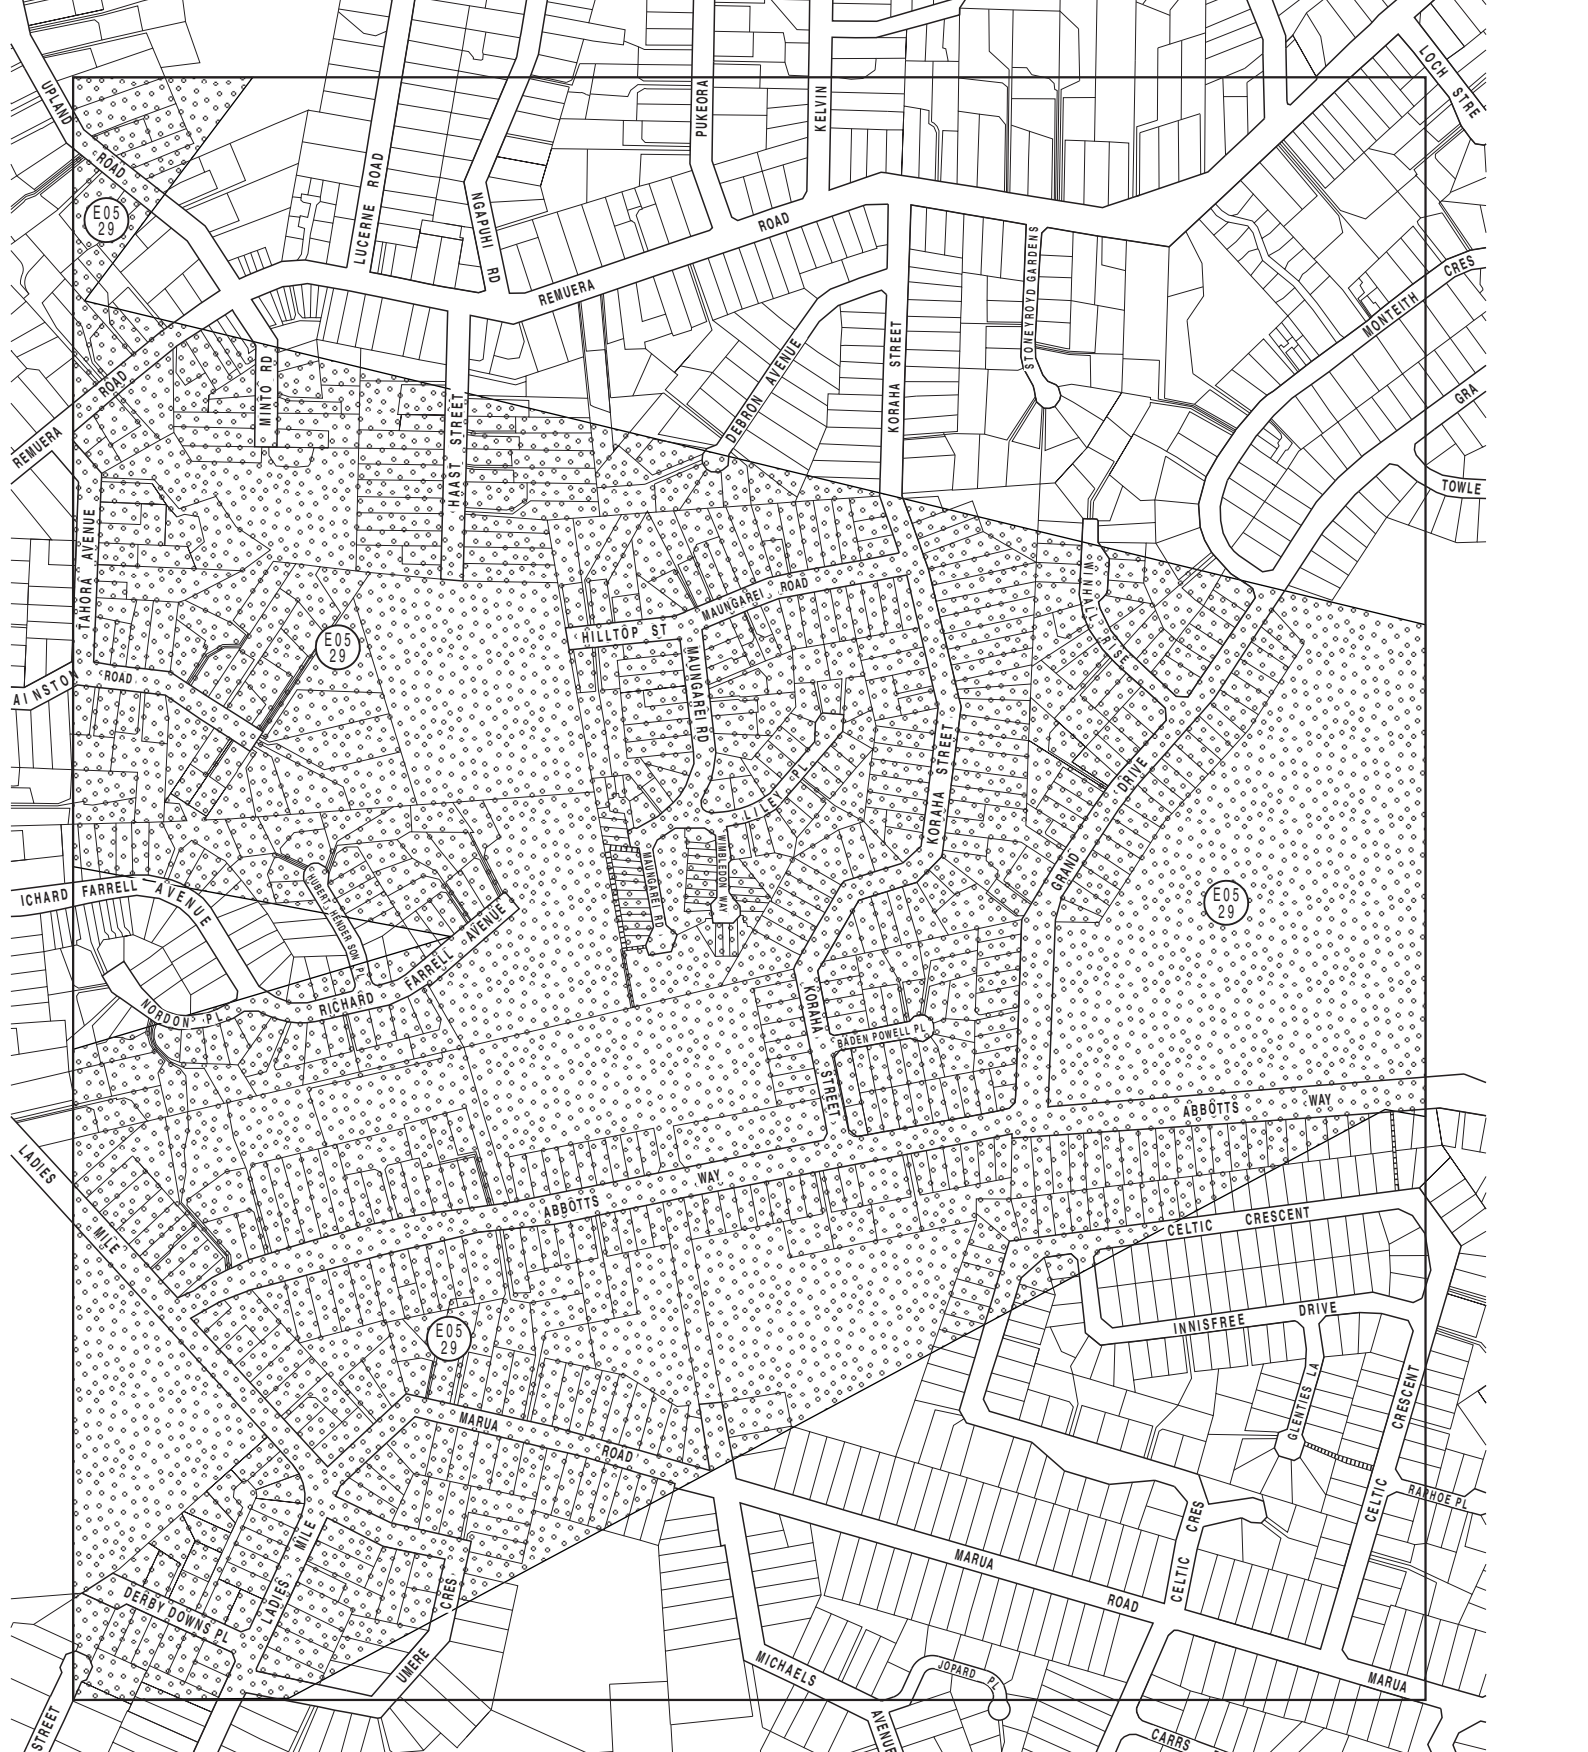 UPLAND
ROAD
E05
29
LUCERNE ROAD
NGAPUHI RD
PUKEORA
KELVIN
ROAD
REMUERA
LOCH
STRE
STONEYROYD GARDENS
MONTEITH
CRES
GRA
TOWLE
REMUERA
ROAD
MINTO RD
HAAST STREET
DEBRON AVENUE
KORAHA STREET
TAHORA AVENUE
E05
29
AINSTON
ROAD
HILLTOP ST
MAUNGAREI ROAD
MAUNGAREI RD
LILEY PL
KORAHA STREET
WINHALL RISE
GRAND
DRIVE
E05
29
MAUNGAREI RD
WIMBLEDON WAY
ICHARD FARRELL AVENUE
HUBERT HENDERSON PL
RICHARD FARRELL AVENUE
NORDON PL
KORAHA STREET
BADEN POWELL PL
ABBOTTS WAY
LADIES
MILE
ABBOTTS WAY
CELTIC CRESCENT
INNISFREE DRIVE
E05
29
MARUA
ROAD
GLENTIES LA
CELTIC CRESCENT
RAPHOE PL
LADIES MILE
DERBY DOWNS PL
UMERE CRES
MARUA ROAD
CELTIC CRES
MICHAELS
AVENUE
JOPARD PL
MARUA
CARRS
STREET